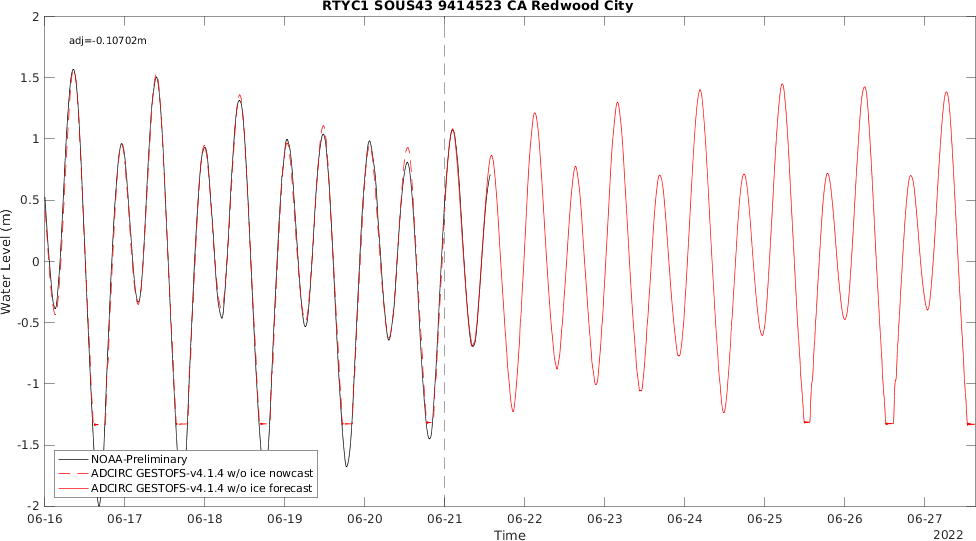 RTYC1 SOUS43 9414523 CA Redwood City
adj=-0.10702m
2
1.5
1
0.5
0
-0.5
-1
-1.5
-2
Water Level (m)
NOAA-Preliminary
ADCIRC GESTOFS-v4.1.4 w/o ice nowcast
ADCIRC GESTOFS-v4.1.4 w/o ice forecast
06-16 06-17 06-18 06-19 06-20 06-21 06-22 06-23 06-24 06-25 06-26 06-27
Time
2022